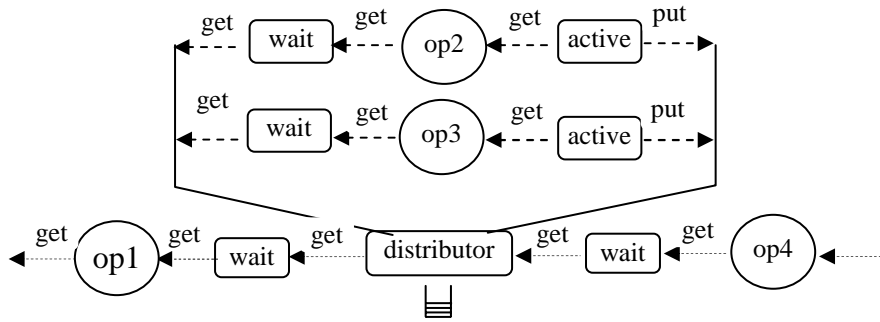 get wait get op2 get active put
get wait get op3 get active put
get op1 get wait get distributor get wait get op4